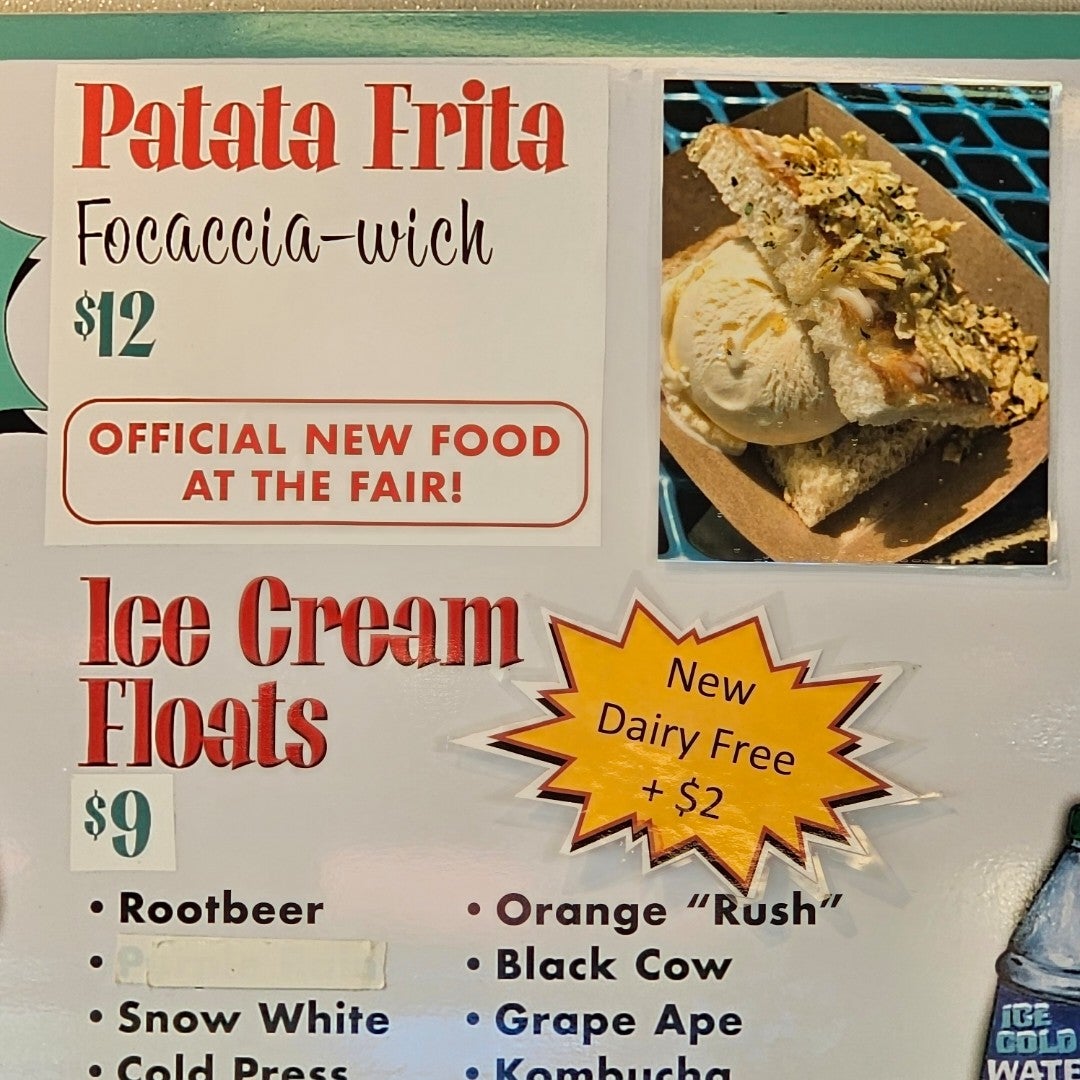 Patata Frita
Focaccia-wich
$12
OFFICIAL NEW FOOD
AT THE FAIR!
Ice Cream
Floats
$9
New
Dairy Free
+ $2
• Rootbeer
•
• Snow White
• Cold Press
• Orange “Rush”
• Black Cow
• Grape Ape
• Kombucha
ICE
COLD
WATE